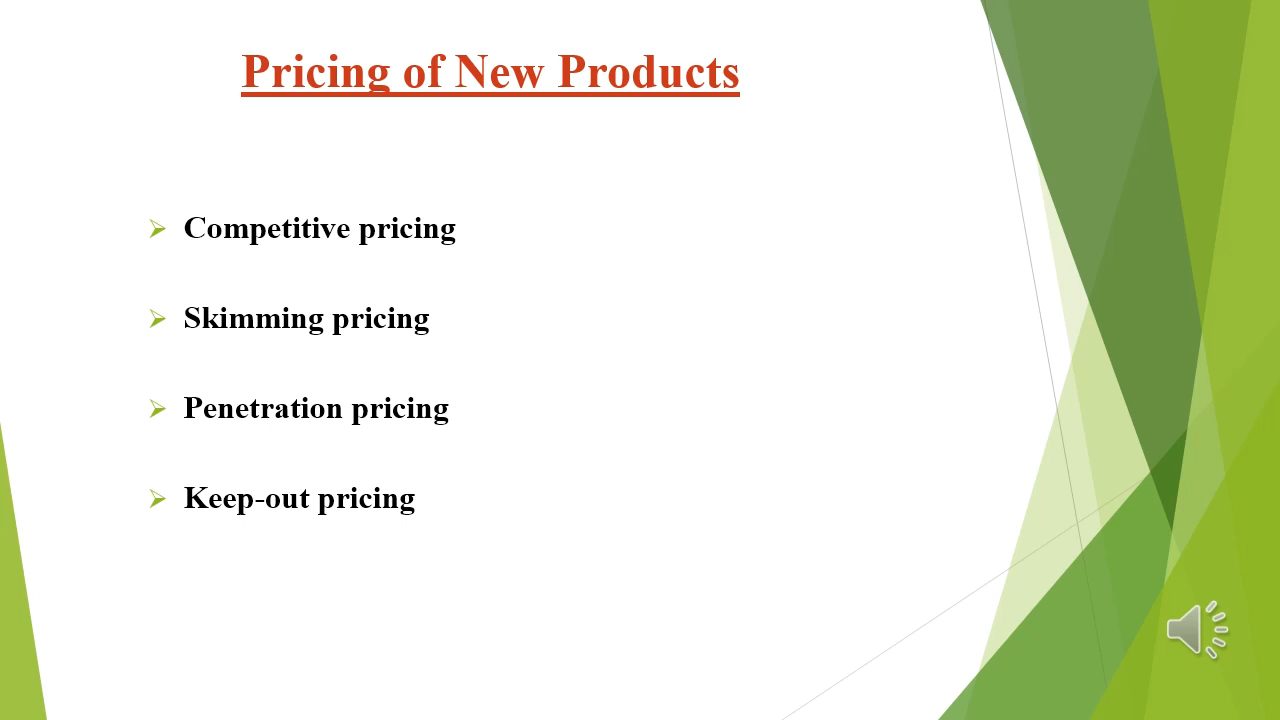 Pricing of New Products
Competitive pricing
Skimming pricing
Penetration pricing
Keep-out pricing